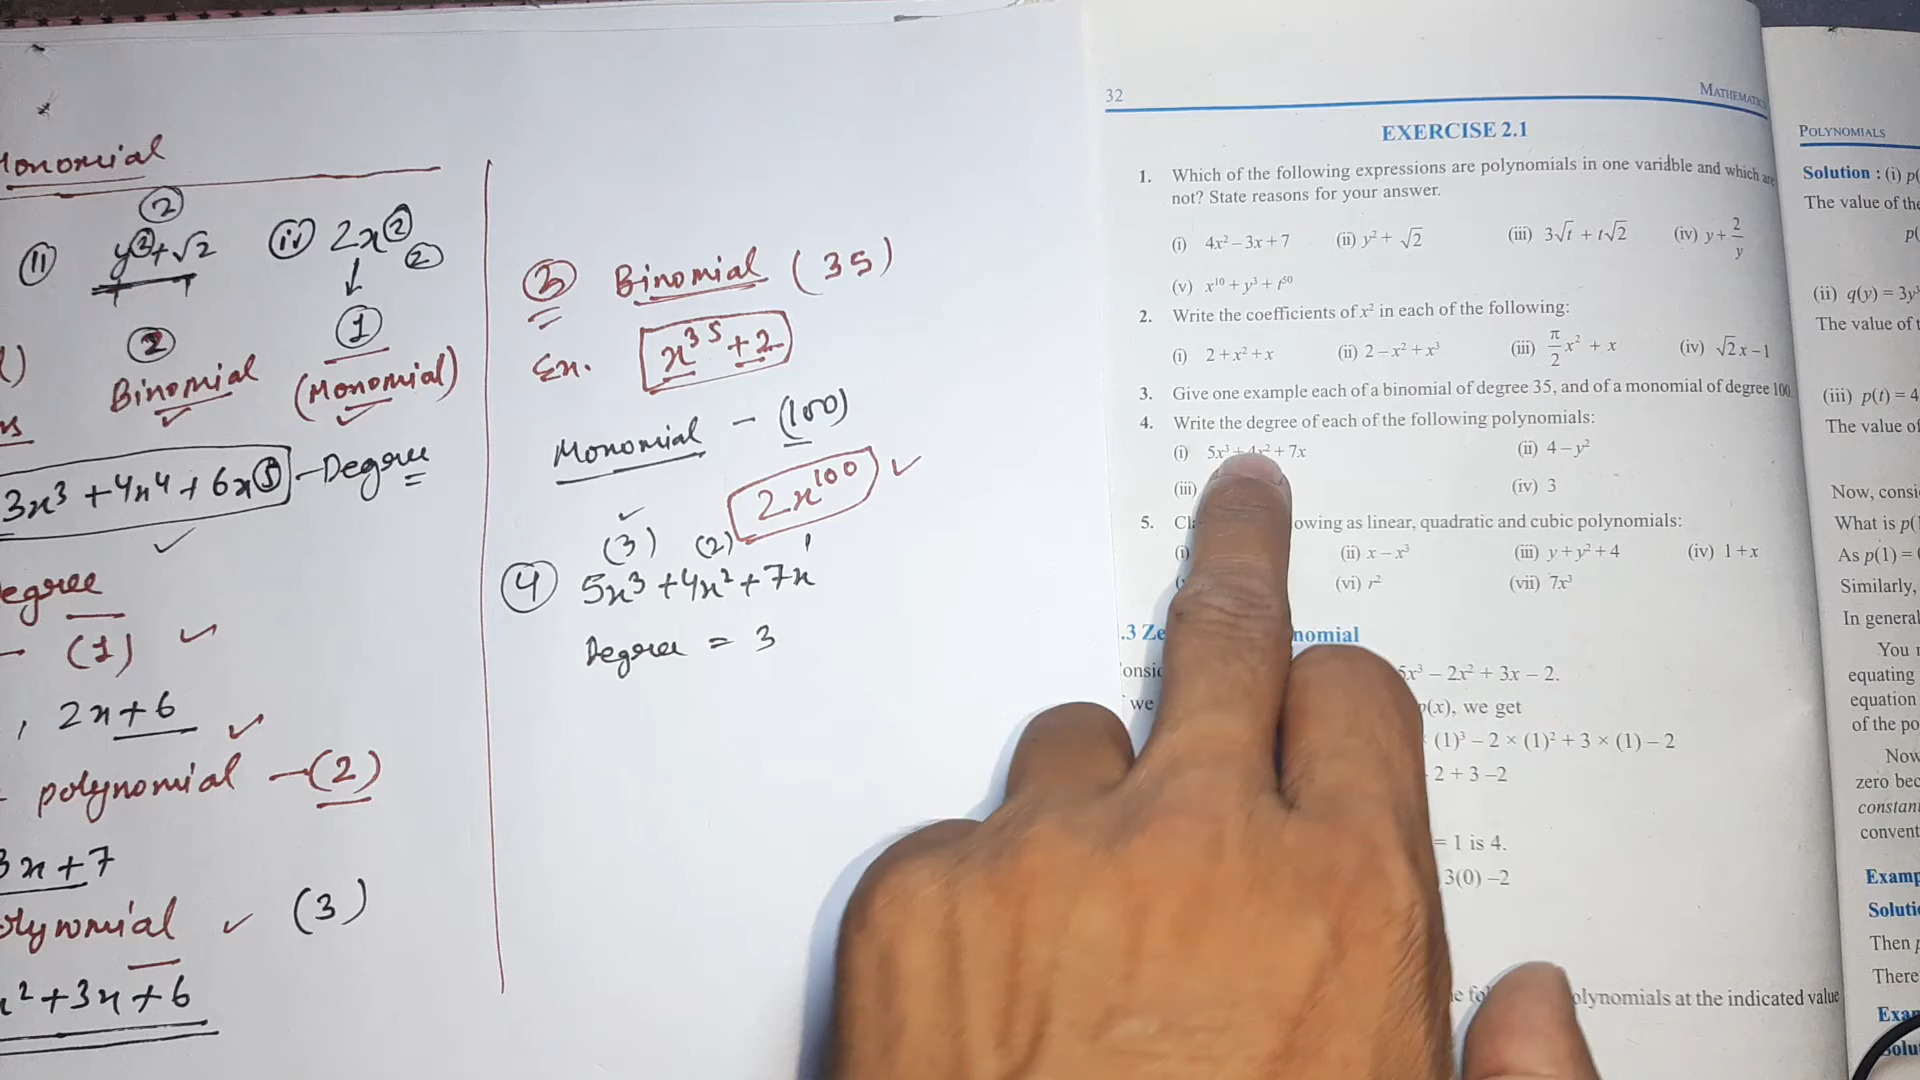 Monomial
(ii) y²+√2 (2)
(iv) 2x² (2)
(2) (1)
Binomial (Monomial)
3x³+4x⁴+6x⁵ - Degree
Degree
- (1)
, 2x+6
polynomial - (2)
3x+7
polynomial (3)
x²+3x+6
(3) Binomial (35)
Ex. x³⁵+2
Monomial - (100)
2x¹⁰⁰
(3) (2) 1
(4) 5x³+4x²+7x
Degree = 3
32 MATHEMATIC
EXERCISE 2.1
1. Which of the following expressions are polynomials in one variable and which are
not? State reasons for your answer.
(i) 4x² – 3x + 7 (ii) y² + √2 (iii) 3√t + t√2 (iv) y + 2/y
(v) x¹⁰ + y³ + t⁵⁰
2. Write the coefficients of x² in each of the following:
(i) 2 + x² + x (ii) 2 – x² + x³ (iii) π/2 x² + x (iv) √2 x – 1
3. Give one example each of a binomial of degree 35, and of a monomial of degree 100
4. Write the degree of each of the following polynomials:
(i) 5x³ + 4x² + 7x (ii) 4 – y²
(iii) (iv) 3
5. owing as linear, quadratic and cubic polynomials:
(i) (ii) x – x³ (iii) y + y² + 4 (iv) 1 + x
(vi) r² (vii) 7x³
.3 Ze nomial
5x³ – 2x² + 3x – 2.
we p(x), we get
(1)³ – 2 × (1)² + 3 × (1) – 2
2 + 3 –2
= 1 is 4.
3(0) –2
olynomials at the indicated value
POLYNOMIALS
Solution : (i) p(
The value of the
p(
(ii) q(y) = 3y³
The value of t
(iii) p(t) = 4
The value of
Now, consi
What is p(
As p(1) =
Similarly,
In general
You
equating
equation
of the po
Now
zero bec
constant
convent
Examp
Soluti
Then p
There
Exa
Solu